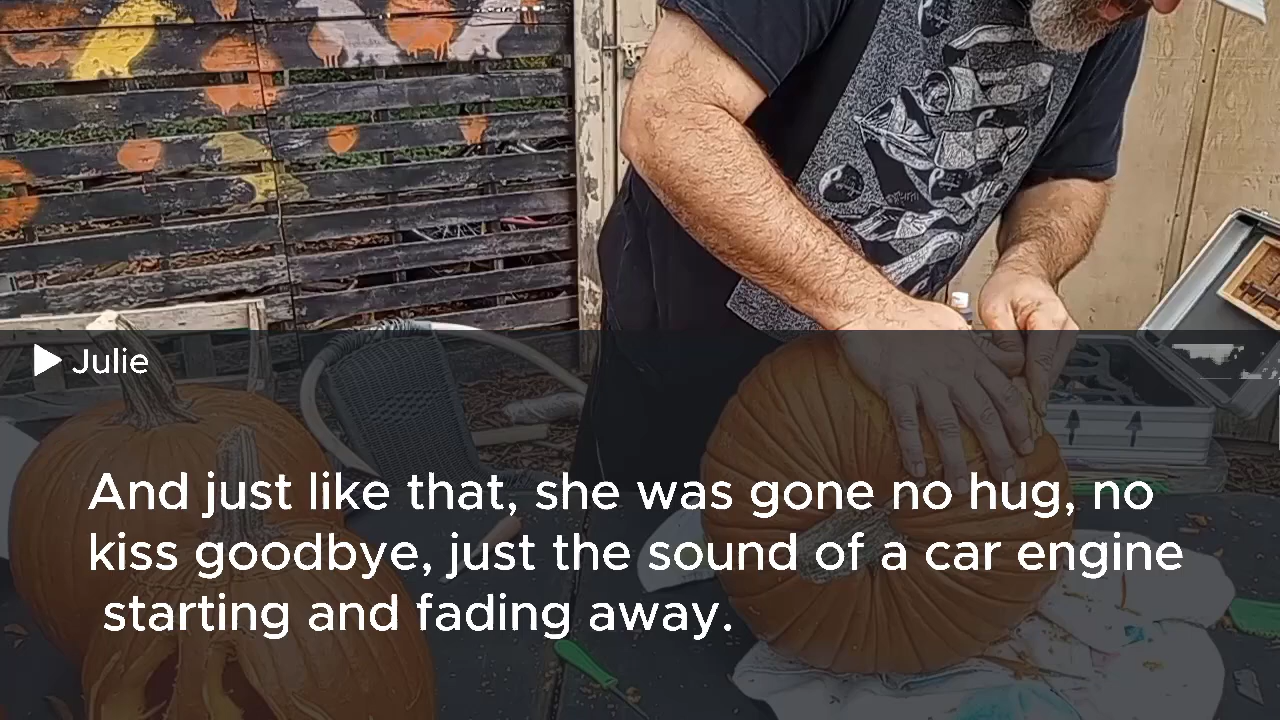 Julie
And just like that, she was gone no hug, no
kiss goodbye, just the sound of a car engine
starting and fading away.